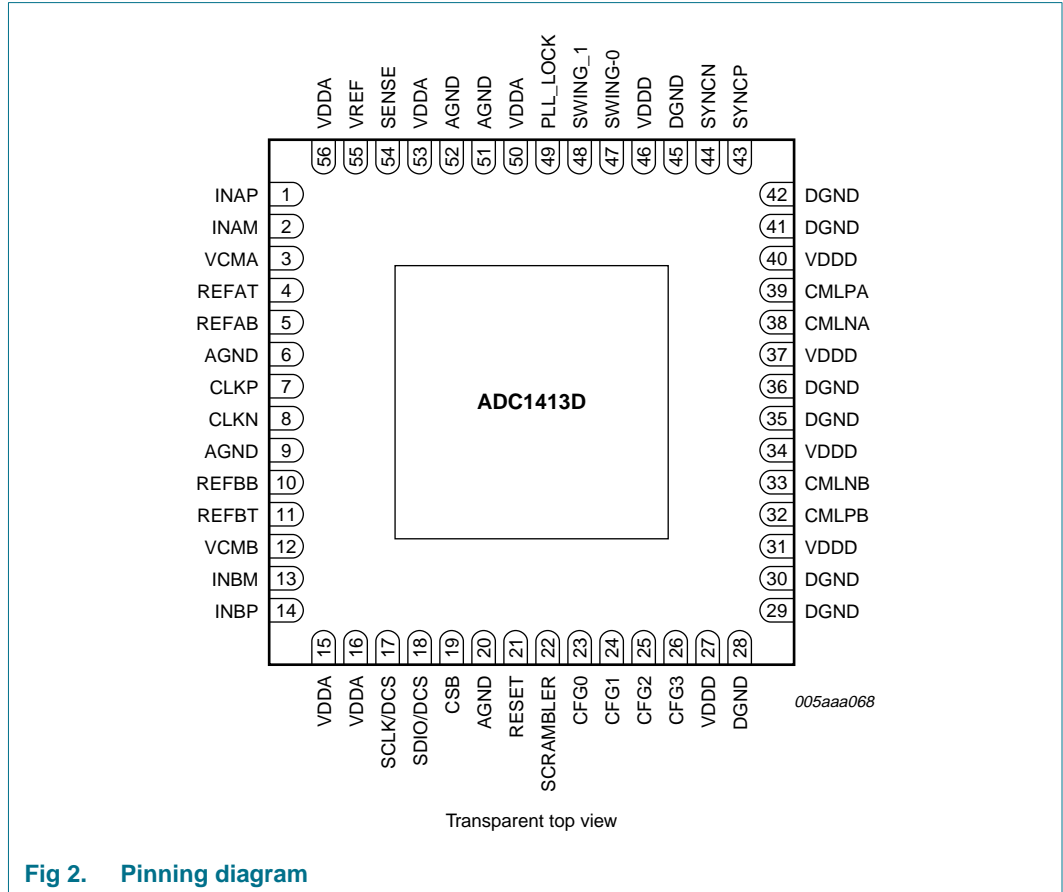 VDDA VREF SENSE VDDA AGND AGND VDDA PLL_LOCK SWING_1 SWING-0 VDDD DGND SYNCN SYNCP
56 55 54 53 52 51 50 49 48 47 46 45 44 43
INAP 1 42 DGND
INAM 2 41 DGND
VCMA 3 40 VDDD
REFAT 4 39 CMLPA
REFAB 5 38 CMLNA
AGND 6 37 VDDD
CLKP 7 36 DGND
CLKN 8 ADC1413D 35 DGND
AGND 9 34 VDDD
REFBB 10 33 CMLNB
REFBT 11 32 CMLPB
VCMB 12 31 VDDD
INBM 13 30 DGND
INBP 14 29 DGND
15 16 17 18 19 20 21 22 23 24 25 26 27 28
VDDA VDDA SCLK/DCS SDIO/DCS CSB AGND RESET SCRAMBLER CFG0 CFG1 CFG2 CFG3 VDDD DGND
005aaa068
Transparent top view
Fig 2. Pinning diagram